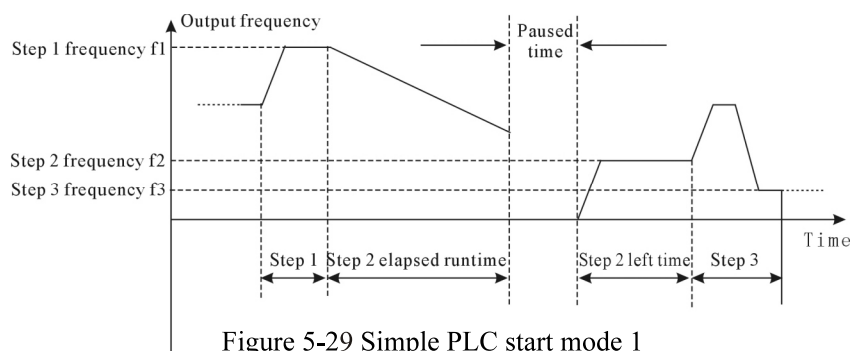 Output frequency
Step 1 frequency f1
Paused
time
Step 2 frequency f2
Step 3 frequency f3
Time
Step 1 Step 2 elapsed runtime Step 2 left time Step 3
Figure 5-29 Simple PLC start mode 1